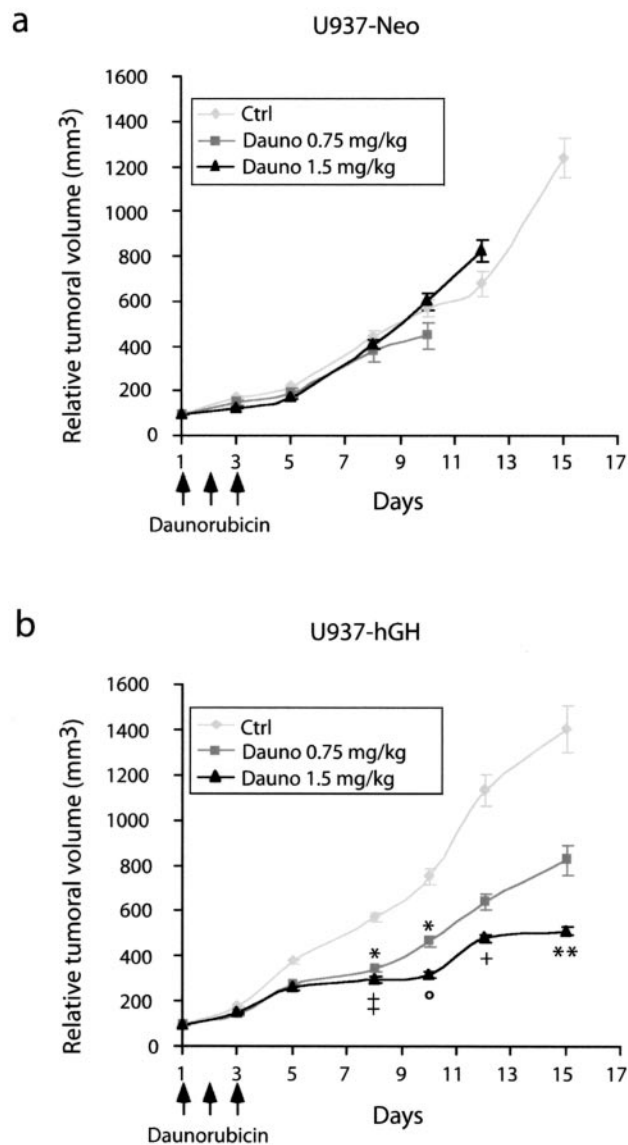 a
U937-Neo
Relative tumoral volume (mm3)
1600
1400
1200
1000
800
600
400
200
0
Ctrl
Dauno 0.75 mg/kg
Dauno 1.5 mg/kg
1 3 5 7 9 11 13 15 17
Daunorubicin
Days
b
U937-hGH
Relative tumoral volume (mm3)
1600
1400
1200
1000
800
600
400
200
0
Ctrl
Dauno 0.75 mg/kg
Dauno 1.5 mg/kg
* *
‡ ° + **
1 3 5 7 9 11 13 15 17
Daunorubicin
Days